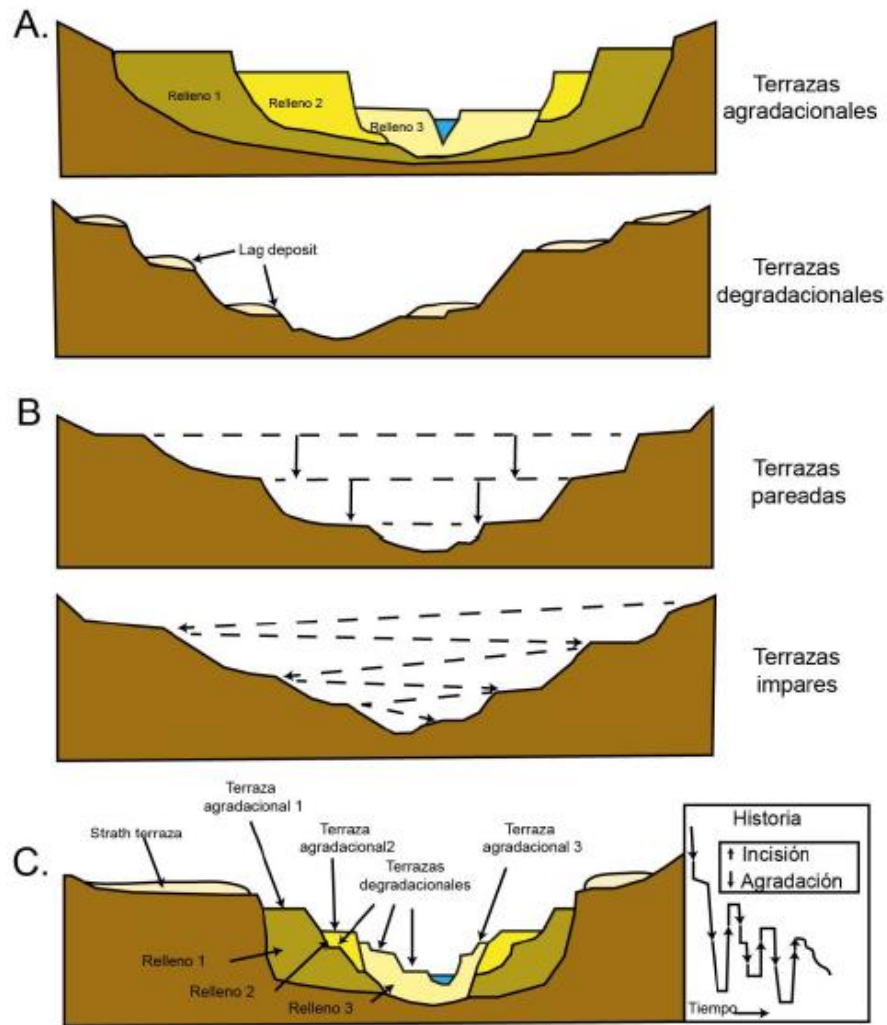 A.
Relleno 1
Relleno 2
Relleno 3
Terrazas
agradacionales
Lag deposit
Terrazas
degradacionales
B
Terrazas
pareadas
Terrazas
impares
C.
Strath terraza
Terraza
agradacional 1
Terraza
agradacional2
Terrazas
degradacionales
Terraza
agradacional 3
Relleno 1
Relleno 2
Relleno 3
Historia
Incisión
Agradación
Tiempo